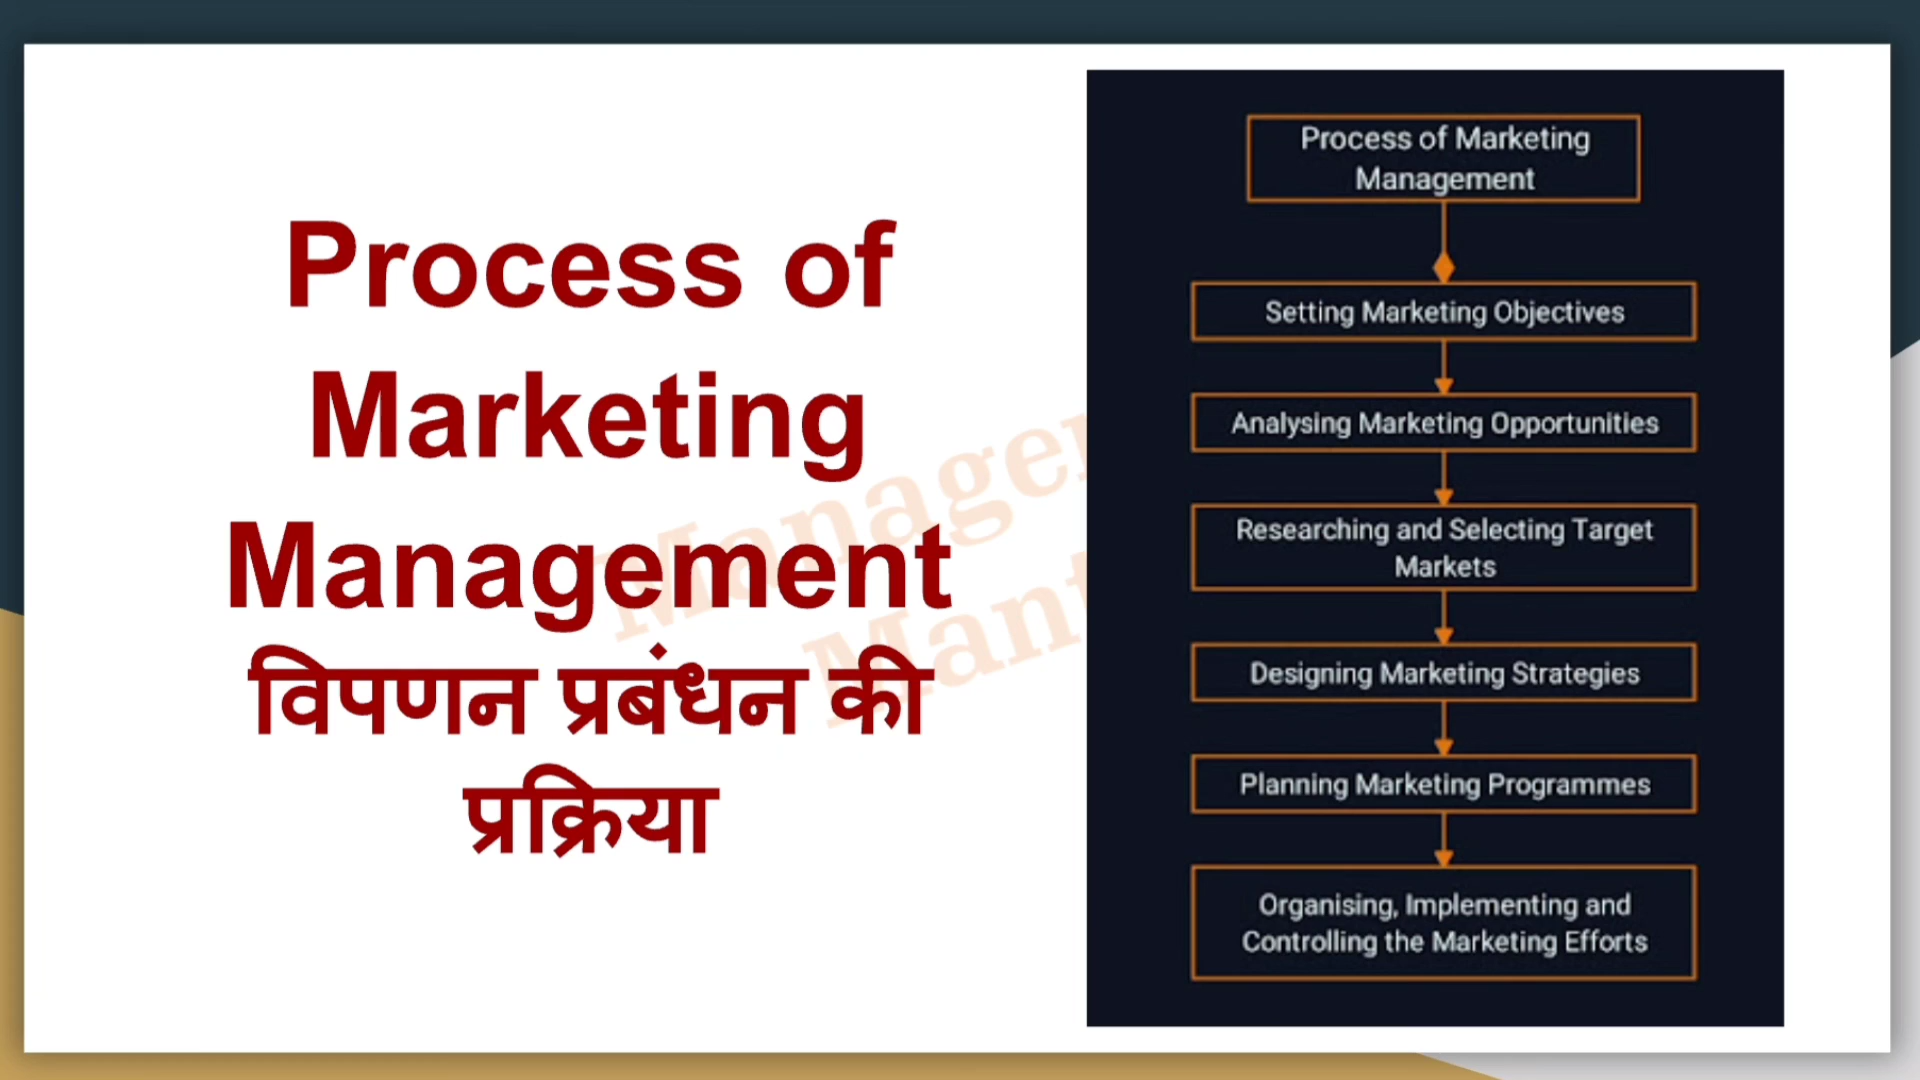 Process of
Marketing
Management
विपणन प्रबंधन की
प्रक्रिया
Process of Marketing
Management
Setting Marketing Objectives
Analysing Marketing Opportunities
Researching and Selecting Target
Markets
Designing Marketing Strategies
Planning Marketing Programmes
Organising, Implementing and
Controlling the Marketing Efforts